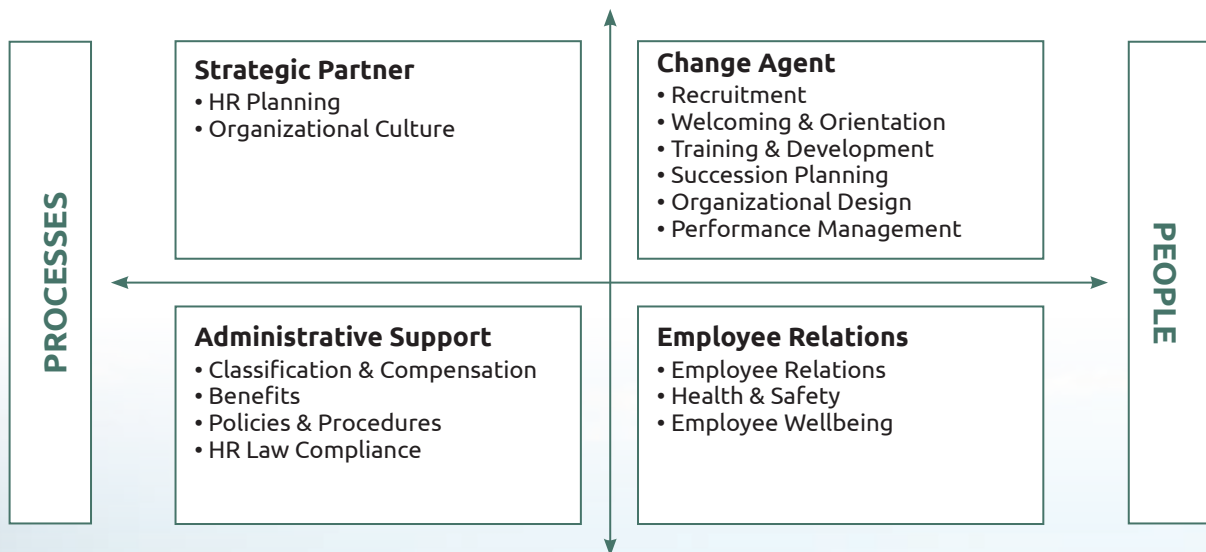 PROCESSES
Strategic Partner
• HR Planning
• Organizational Culture
Change Agent
• Recruitment
• Welcoming & Orientation
• Training & Development
• Succession Planning
• Organizational Design
• Performance Management
Administrative Support
• Classification & Compensation
• Benefits
• Policies & Procedures
• HR Law Compliance
Employee Relations
• Employee Relations
• Health & Safety
• Employee Wellbeing
PEOPLE